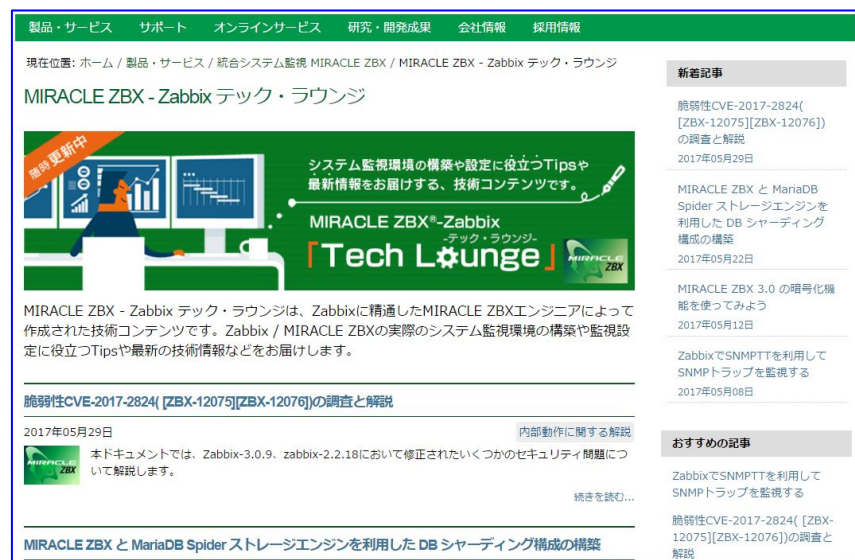 製品・サービス サポート オンラインサービス 研究・開発成果 会社情報 採用情報
現在位置: ホーム / 製品・サービス / 統合システム監視 MIRACLE ZBX / MIRACLE ZBX - Zabbix テック・ラウンジ
MIRACLE ZBX - Zabbix テック・ラウンジ
随時更新中
システム監視環境の構築や設定に役立つTipsや
最新情報をお届けする、技術コンテンツです。
MIRACLE ZBX®-Zabbix
-テック・ラウンジ-
「Tech Lounge」
MIRACLE
ZBX
MIRACLE ZBX - Zabbix テック・ラウンジは、Zabbixに精通したMIRACLE ZBXエンジニアによって
作成された技術コンテンツです。Zabbix / MIRACLE ZBXの実際のシステム監視環境の構築や監視設
定に役立つTipsや最新の技術情報などをお届けします。
脆弱性CVE-2017-2824( [ZBX-12075][ZBX-12076])の調査と解説
2017年05月29日
内部動作に関する解説
MIRACLE
ZBX
本ドキュメントでは、Zabbix-3.0.9、zabbix-2.2.18において修正されたいくつかのセキュリティ問題につ
いて解説します。
続きを読む...
MIRACLE ZBX と MariaDB Spider ストレージエンジンを利用した DB シャーディング構成の構築
新着記事
脆弱性CVE-2017-2824(
[ZBX-12075][ZBX-12076])
の調査と解説
2017年05月29日
MIRACLE ZBX と MariaDB
Spider ストレージエンジンを
利用した DB シャーディング
構成の構築
2017年05月22日
MIRACLE ZBX 3.0 の暗号化機
能を使ってみよう
2017年05月12日
ZabbixでSNMPTTを利用して
SNMPトラップを監視する
2017年05月08日
おすすめの記事
ZabbixでSNMPTTを利用して
SNMPトラップを監視する
脆弱性CVE-2017-2824( [ZBX-
12075][ZBX-12076])の調査と
解説